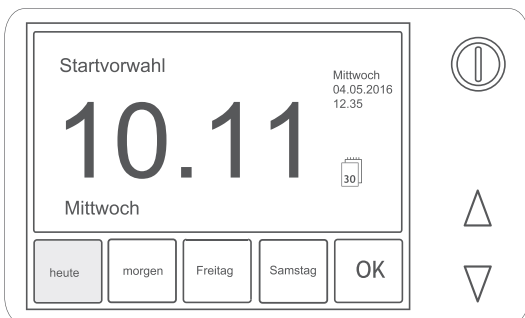 Startvorwahl
Mittwoch
04.05.2016
12.35
10.11
30
Mittwoch
heute morgen Freitag Samstag OK